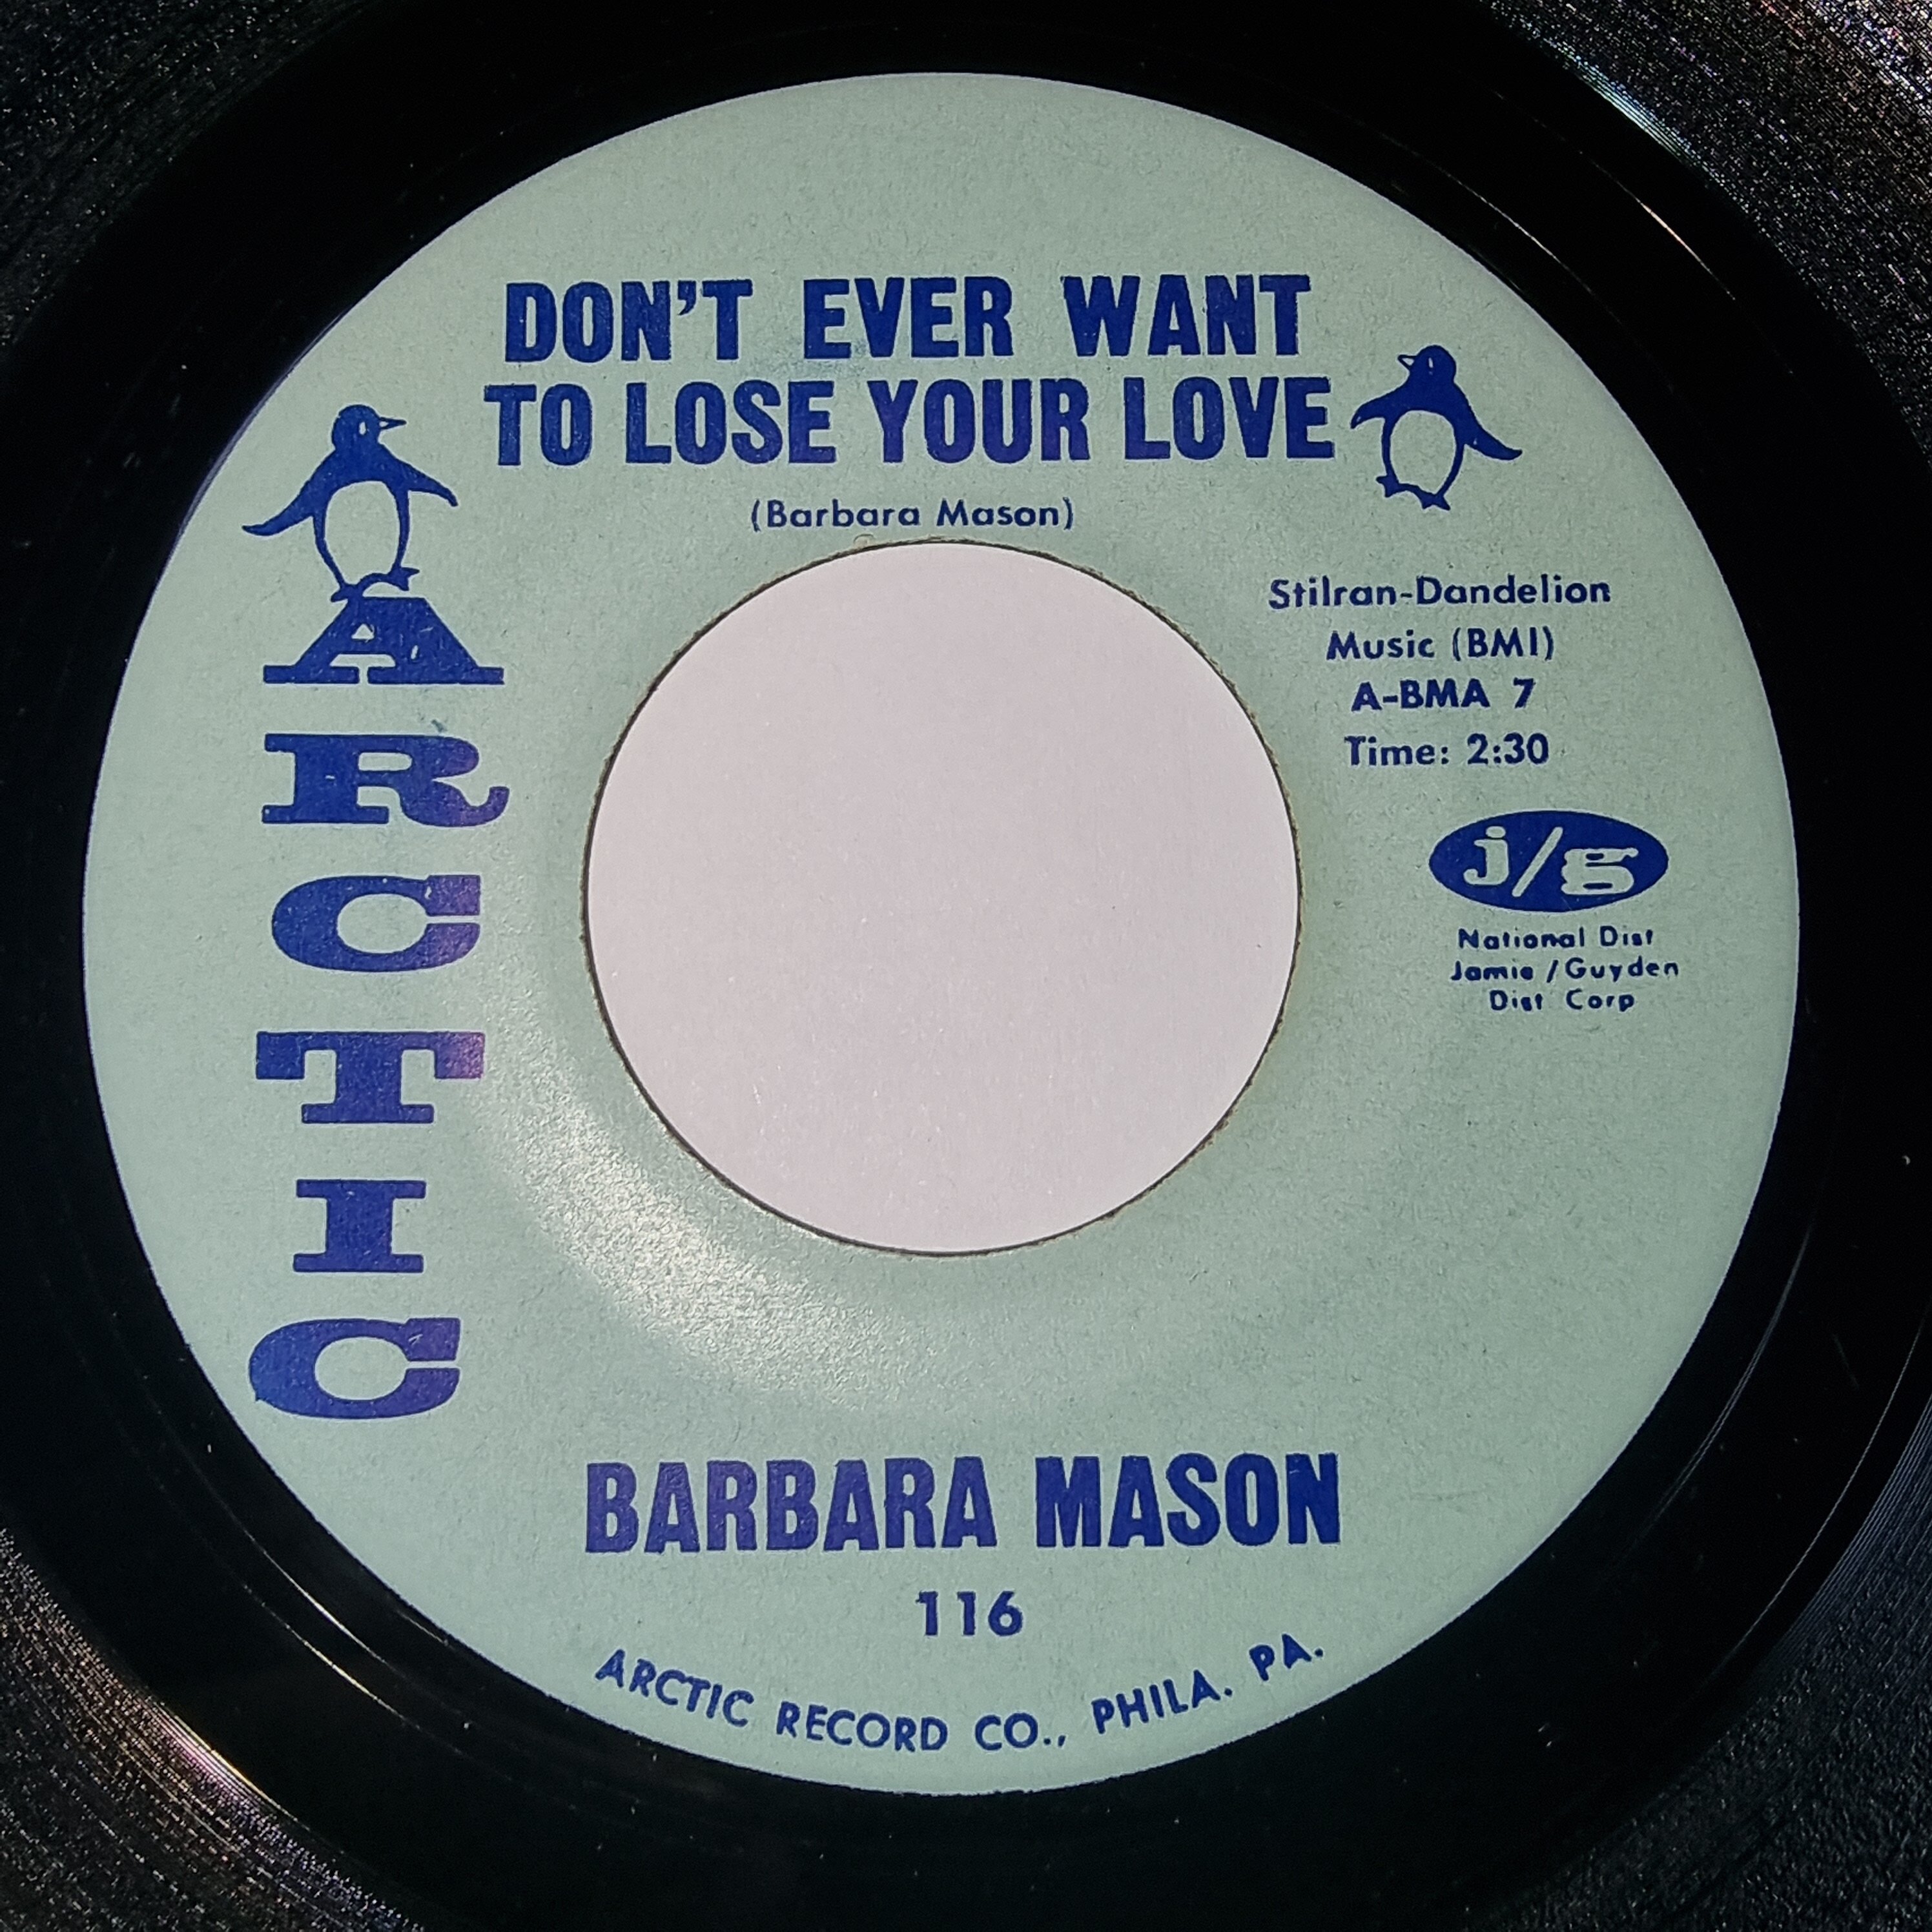 DON'T EVER WANT
TO LOSE YOUR LOVE
(Barbara Mason)
ARCTIC
Stilran-Dandelion
Music (BMI)
A-BMA 7
Time: 2:30
j/g
National Dist
Jamie/Guyden
Dist Corp
BARBARA MASON
116
ARCTIC RECORD CO., PHILA. PA.